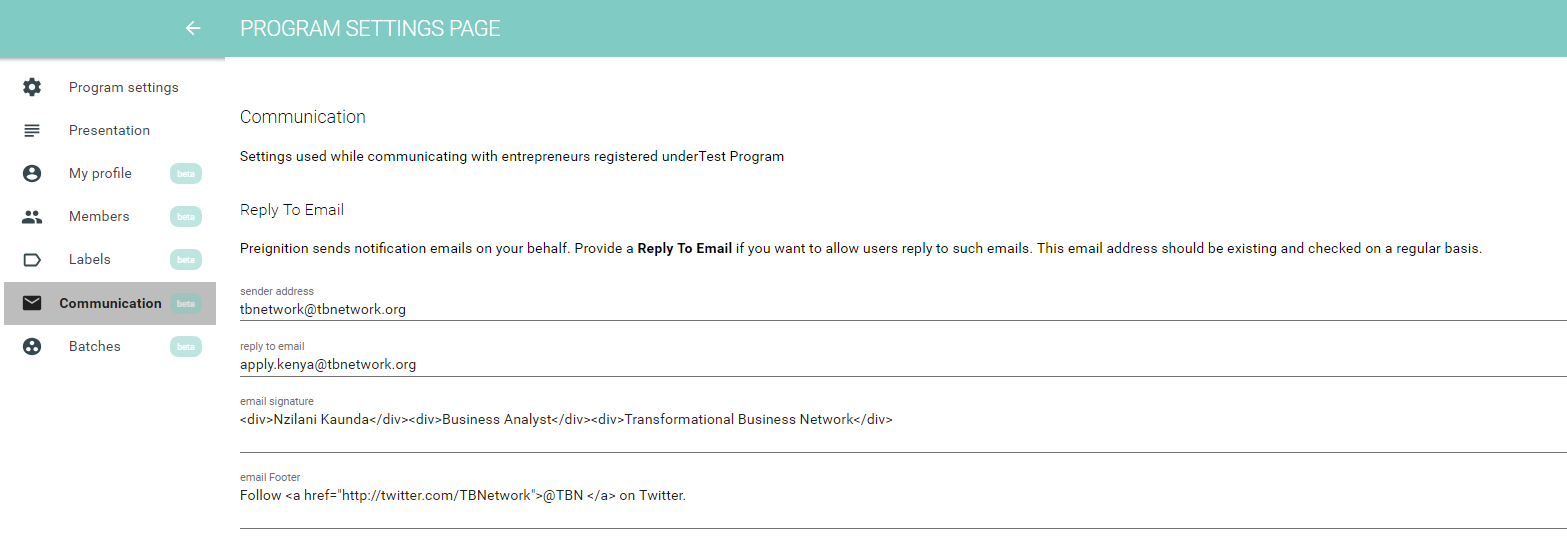 PROGRAM SETTINGS PAGE
Program settings
Presentation
My profile beta
Members beta
Labels beta
Communication beta
Batches beta
Communication
Settings used while communicating with entrepreneurs registered underTest Program
Reply To Email
Preignition sends notification emails on your behalf. Provide a Reply To Email if you want to allow users reply to such emails. This email address should be existing and checked on a regular basis.
sender address
tbnetwork@tbnetwork.org
reply to email
apply.kenya@tbnetwork.org
email signature
<div>Nzilani Kaunda</div><div>Business Analyst</div><div>Transformational Business Network</div>
email Footer
Follow <a href="http://twitter.com/TBNetwork">@TBN </a> on Twitter.